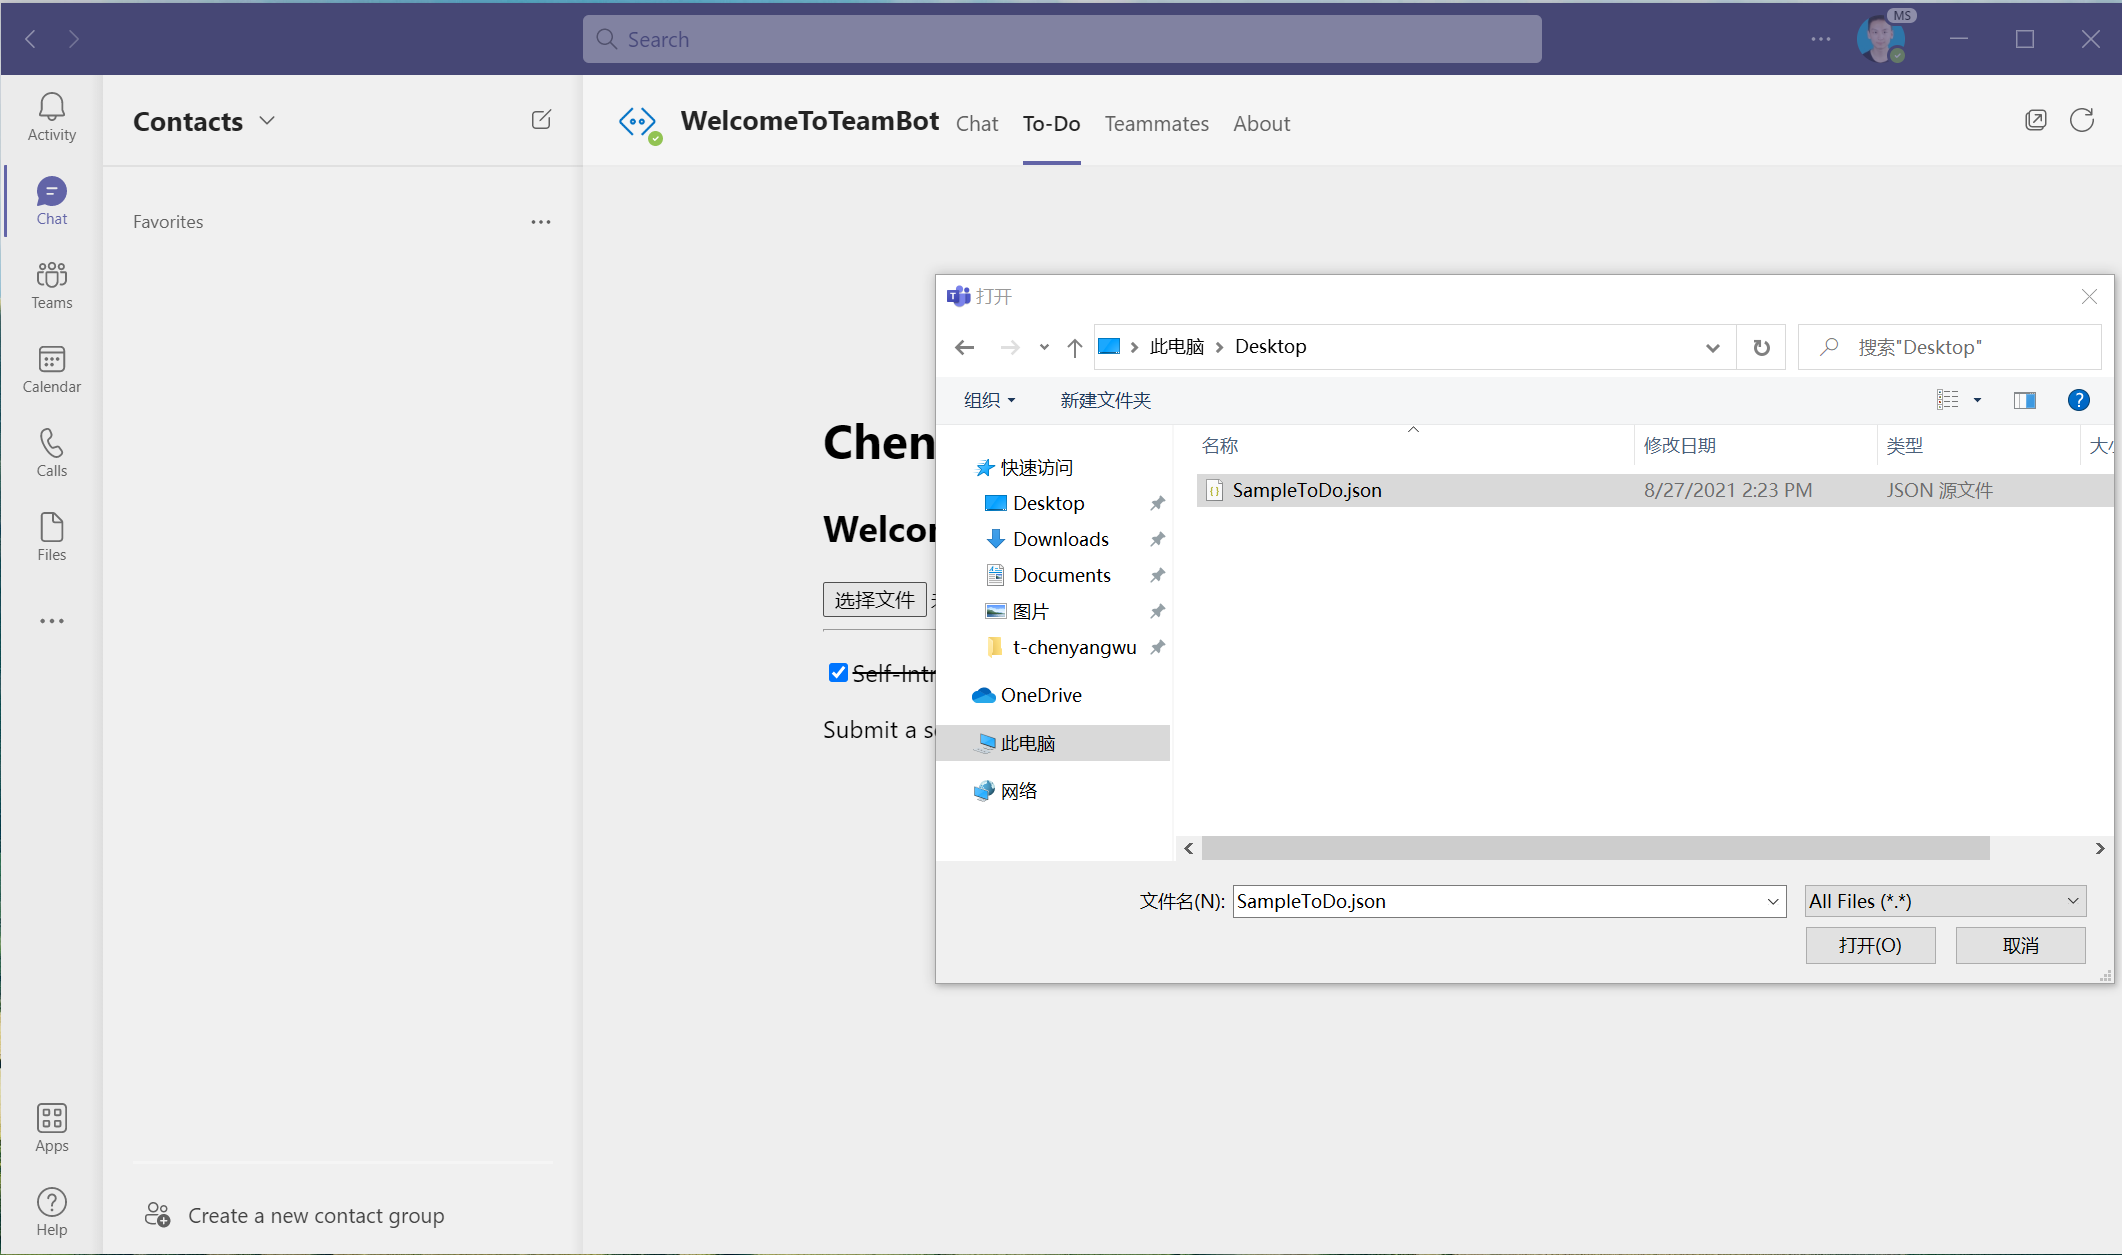 Search
MS
Activity
Chat
Teams
Calendar
Calls
Files
Apps
Help
Contacts
Favorites
Create a new contact group
WelcomeToTeamBot
Chat
To-Do
Teammates
About
Chen
Welcor
选择文件
Self-Intr
Submit a s
打开
此电脑
Desktop
搜索"Desktop"
组织
新建文件夹
快速访问
Desktop
Downloads
Documents
图片
t-chenyangwu
OneDrive
此电脑
网络
名称
修改日期
类型
大小
SampleToDo.json
8/27/2021 2:23 PM
JSON 源文件
文件名(N):
SampleToDo.json
All Files (*.*)
打开(O)
取消